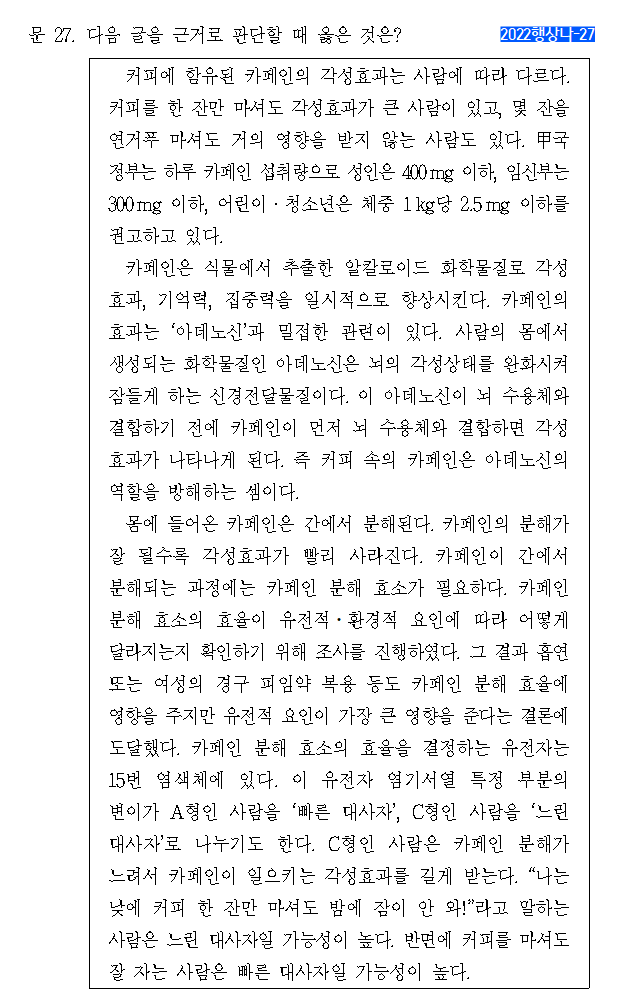 문 27. 다음 글을 근거로 판단할 때 옳은 것은?
2022행상나-27
커피에 함유된 카페인의 각성효과는 사람에 따라 다르다.
커피를 한 잔만 마셔도 각성효과가 큰 사람이 있고, 몇 잔을
연거푸 마셔도 거의 영향을 받지 않는 사람도 있다. 甲국
정부는 하루 카페인 섭취량으로 성인은 400mg 이하, 임신부는
300mg 이하, 어린이·청소년은 체중 1kg당 2.5mg 이하를
권고하고 있다.
카페인은 식물에서 추출한 알칼로이드 화학물질로 각성
효과, 기억력, 집중력을 일시적으로 향상시킨다. 카페인의
효과는 ‘아데노신’과 밀접한 관련이 있다. 사람의 몸에서
생성되는 화학물질인 아데노신은 뇌의 각성상태를 완화시켜
잠들게 하는 신경전달물질이다. 이 아데노신이 뇌 수용체와
결합하기 전에 카페인이 먼저 뇌 수용체와 결합하면 각성
효과가 나타나게 된다. 즉 커피 속의 카페인은 아데노신의
역할을 방해하는 셈이다.
몸에 들어온 카페인은 간에서 분해된다. 카페인의 분해가
잘 될수록 각성효과가 빨리 사라진다. 카페인이 간에서
분해되는 과정에는 카페인 분해 효소가 필요하다. 카페인
분해 효소의 효율이 유전적·환경적 요인에 따라 어떻게
달라지는지 확인하기 위해 조사를 진행하였다. 그 결과 흡연
또는 여성의 경구 피임약 복용 등도 카페인 분해 효율에
영향을 주지만 유전적 요인이 가장 큰 영향을 준다는 결론에
도달했다. 카페인 분해 효소의 효율을 결정하는 유전자는
15번 염색체에 있다. 이 유전자 염기서열 특정 부분의
변이가 A형인 사람을 ‘빠른 대사자’, C형인 사람을 ‘느린
대사자’로 나누기도 한다. C형인 사람은 카페인 분해가
느려서 카페인이 일으키는 각성효과를 길게 받는다. “나는
낮에 커피 한 잔만 마셔도 밤에 잠이 안 와!”라고 말하는
사람은 느린 대사자일 가능성이 높다. 반면에 커피를 마셔도
잘 자는 사람은 빠른 대사자일 가능성이 높다.